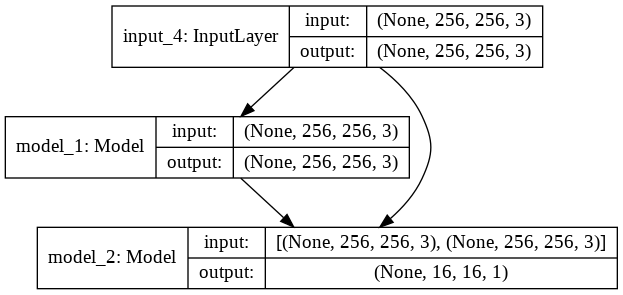 input_4: InputLayer
input: (None, 256, 256, 3)
output: (None, 256, 256, 3)
model_1: Model
input: (None, 256, 256, 3)
output: (None, 256, 256, 3)
model_2: Model
input: [(None, 256, 256, 3), (None, 256, 256, 3)]
output: (None, 16, 16, 1)